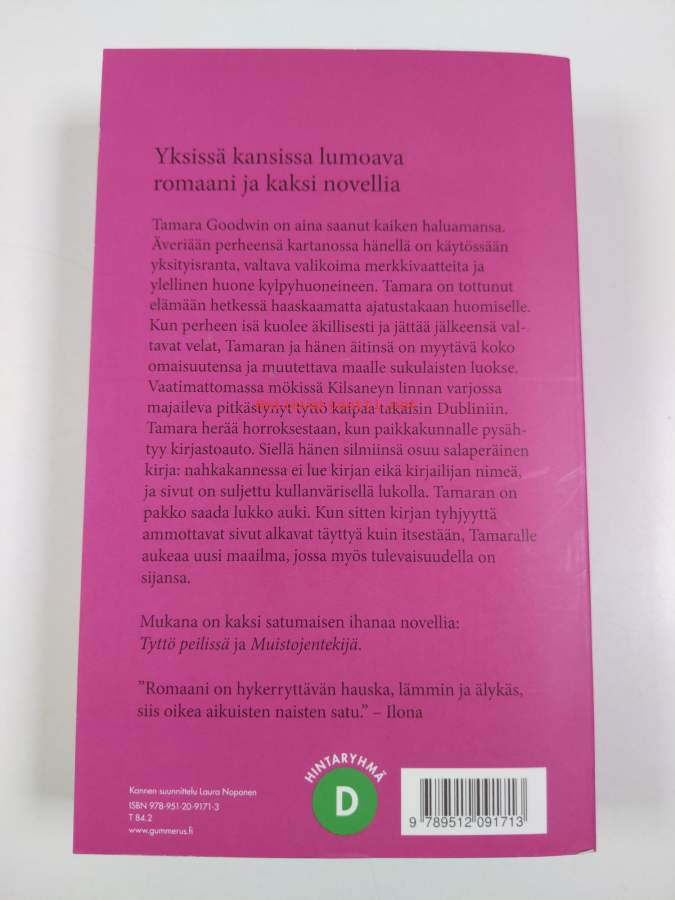 Yksissä kansissa lumoava
romaani ja kaksi novellia
Tamara Goodwin on aina saanut kaiken haluamansa.
Äveriään perheensä kartanossa hänellä on käytössään
yksityisranta, valtava valikoima merkkivaatteita ja
ylellinen huone kylpyhuoneineen. Tamara on tottunut
elämään hetkessä haaskaamatta ajatustakaan huomiselle.
Kun perheen isä kuolee äkillisesti ja jättää jälkeensä val-
tavat velat, Tamaran ja hänen äitinsä on myytävä koko
omaisuutensa ja muutettava maalle sukulaisten luokse.
Vaatimattomassa mökissä Kilsaneyn linnan varjossa
majaileva pitkästynyt tyttö kaipaa takaisin Dubliniin.
Tamara herää horroksestaan, kun paikkakunnalle pysäh-
tyy kirjastoauto. Siellä hänen silmiinsä osuu salaperäinen
kirja: nahkakannessa ei lue kirjan eikä kirjailijan nimeä,
ja sivut on suljettu kullanvärisellä lukolla. Tamaran on
pakko saada lukko auki. Kun sitten kirjan tyhjyyttä
ammottavat sivut alkavat täyttyä kuin itsestään, Tamaralle
aukeaa uusi maailma, jossa myös tulevaisuudella on
sijansa.
Mukana on kaksi satumaisen ihanaa novellia:
Tyttö peilissä ja Muistojentekijä.
”Romaani on hykerryttävän hauska, lämmin ja älykäs,
siis oikea aikuisten naisten satu.” – Ilona
Kannen suunnittelu Laura Noponen
ISBN 978-951-20-9171-3
T 84.2
www.gummerus.fi
HINTARYHMÄ
D
9 789512 091713